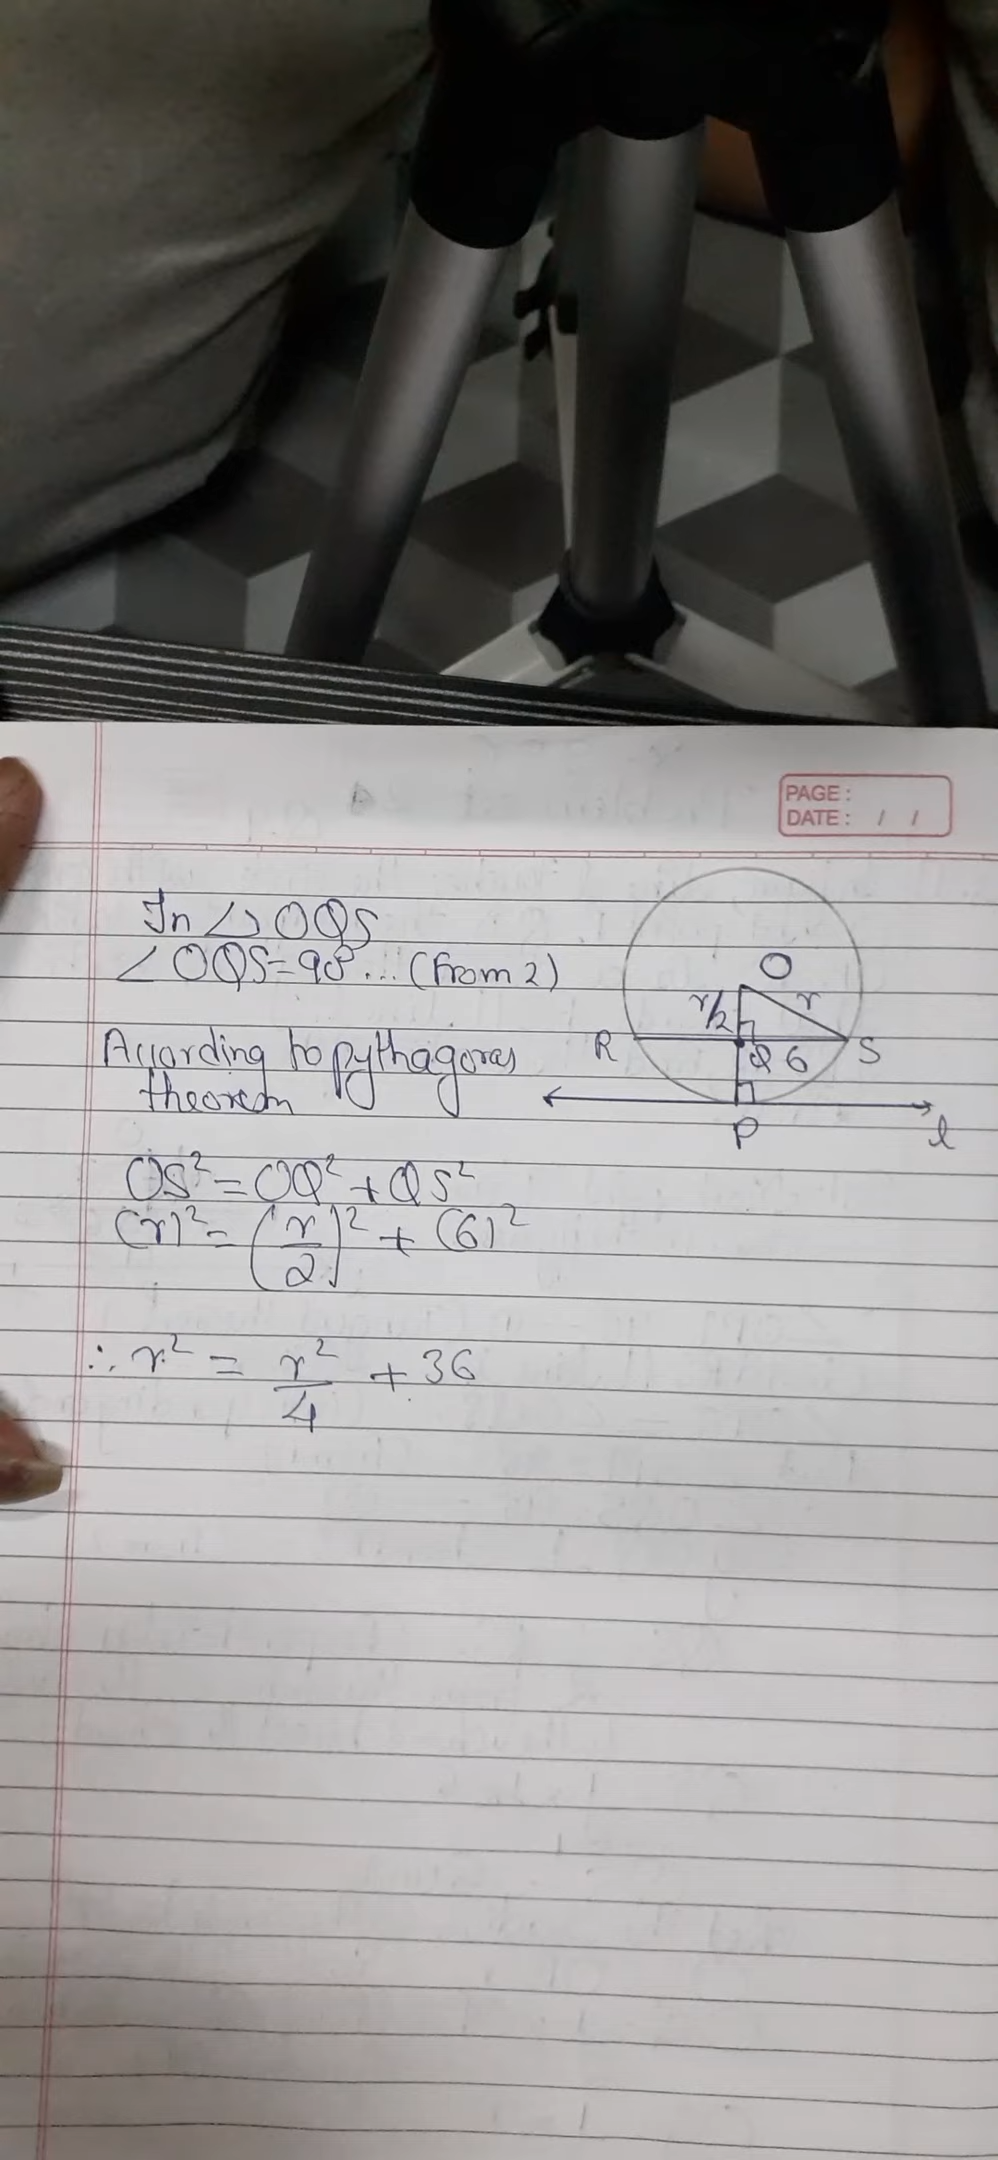 PAGE :
DATE : / /
In △OQS
∠OQS=90°... (From 2)
According to pythagoras
theorem
OS²=OQ²+QS²
(r)²=(r/2)²+(6)²
∴ r² = r²/4 + 36
O
r/2 r
R Q 6 S
P l